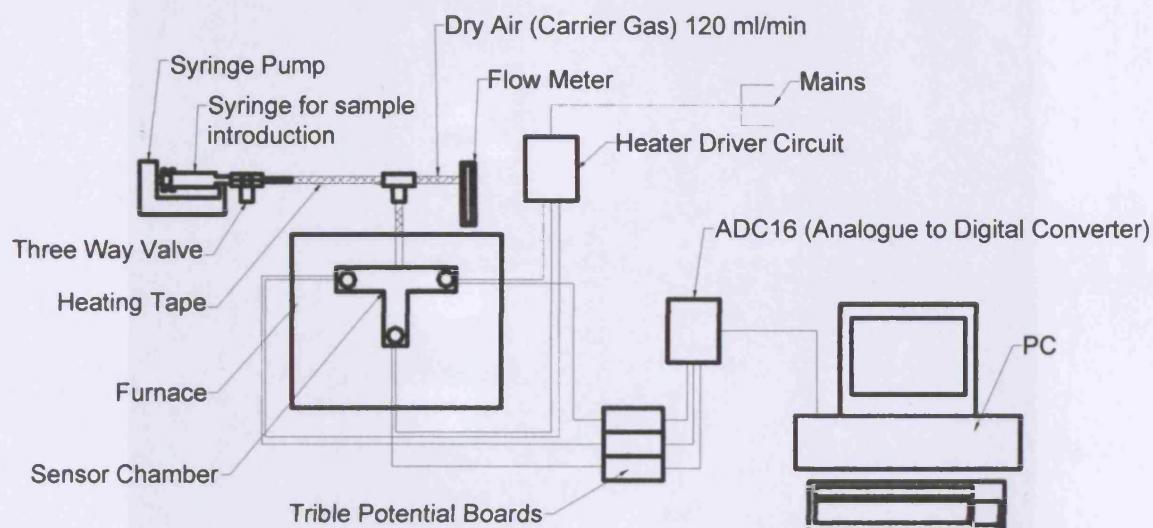 Dry Air (Carrier Gas) 120 ml/min
Syringe Pump
Flow Meter
Mains
Syringe for sample
introduction
Heater Driver Circuit
Three Way Valve
ADC16 (Analogue to Digital Converter)
Heating Tape
PC
Furnace
Sensor Chamber
Trible Potential Boards